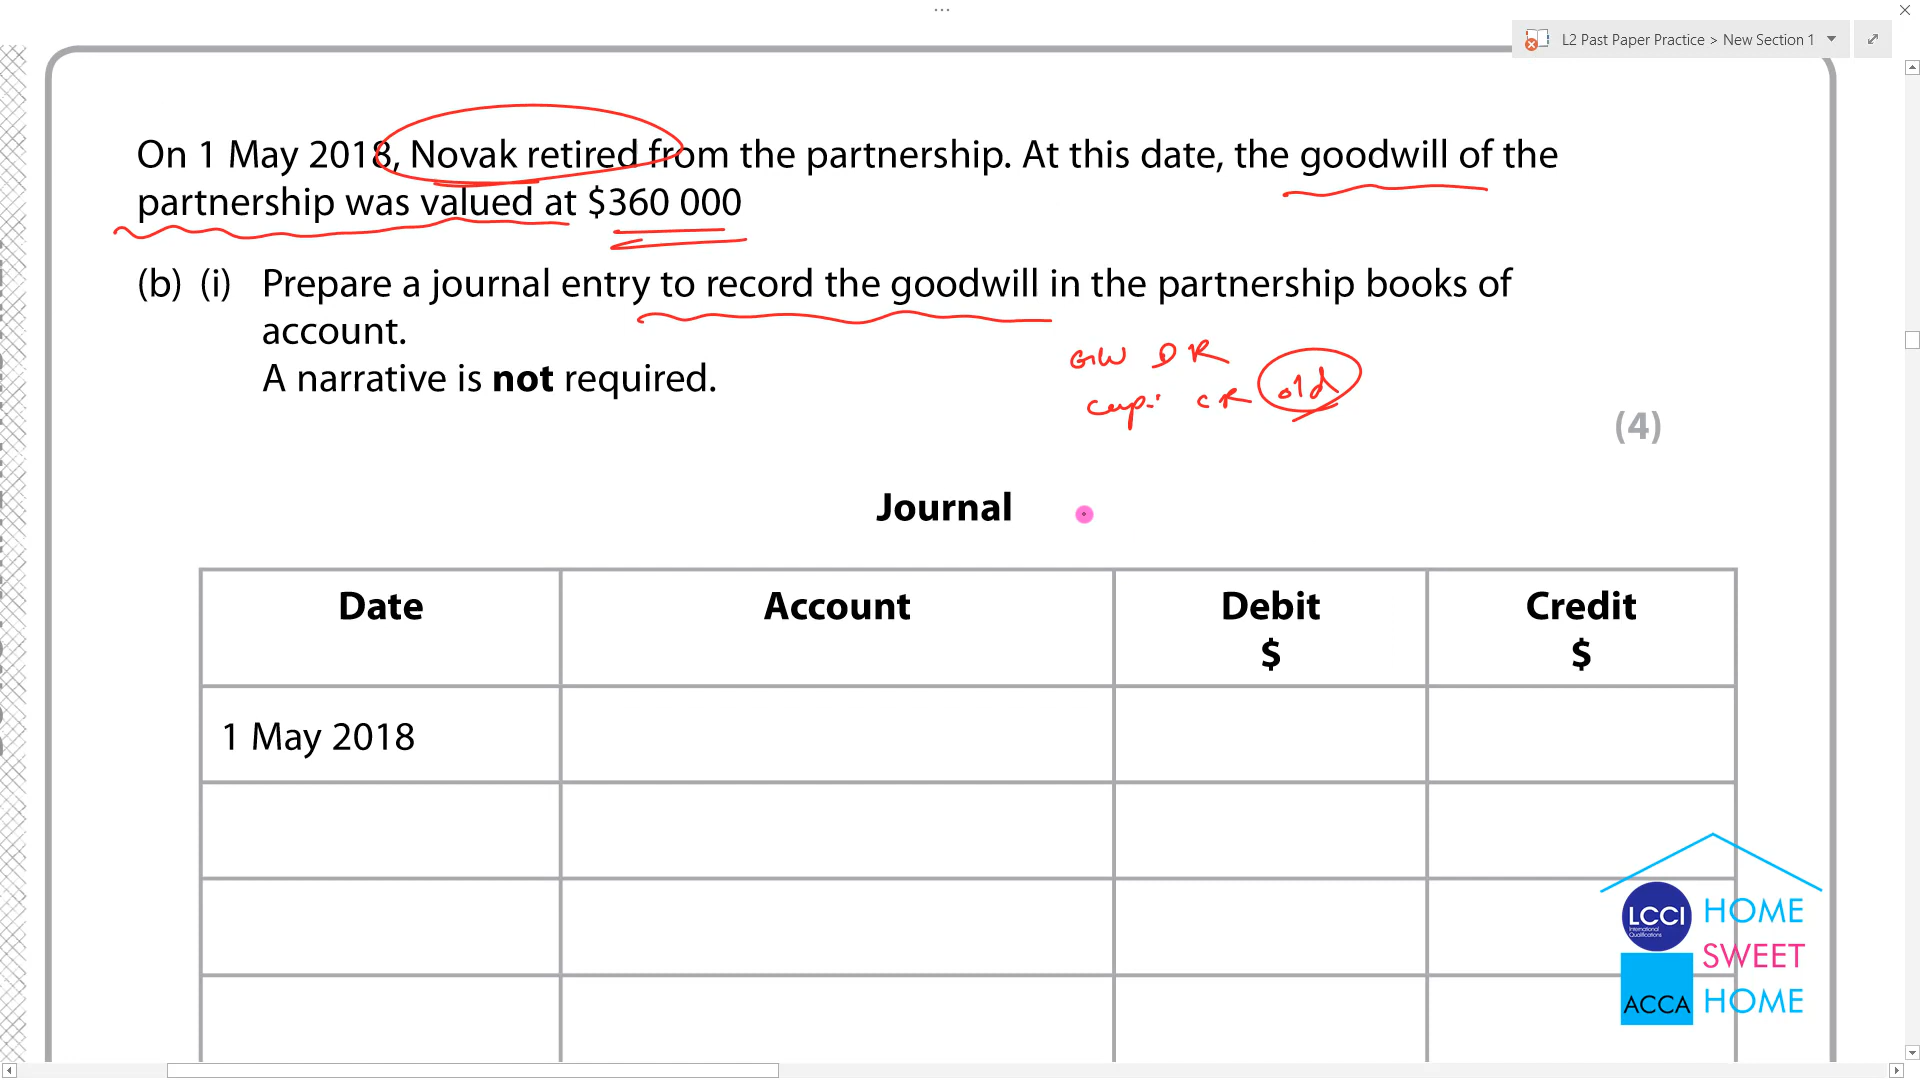 L2 Past Paper Practice > New Section 1
On 1 May 2018, Novak retired from the partnership. At this date, the goodwill of the
partnership was valued at $360 000
(b) (i) Prepare a journal entry to record the goodwill in the partnership books of
account.
A narrative is not required.
GW DR
Cap: CR old
(4)
Journal
Date Account Debit $ Credit $
1 May 2018
LCCI
International
Qualifications
HOME
SWEET
ACCA HOME